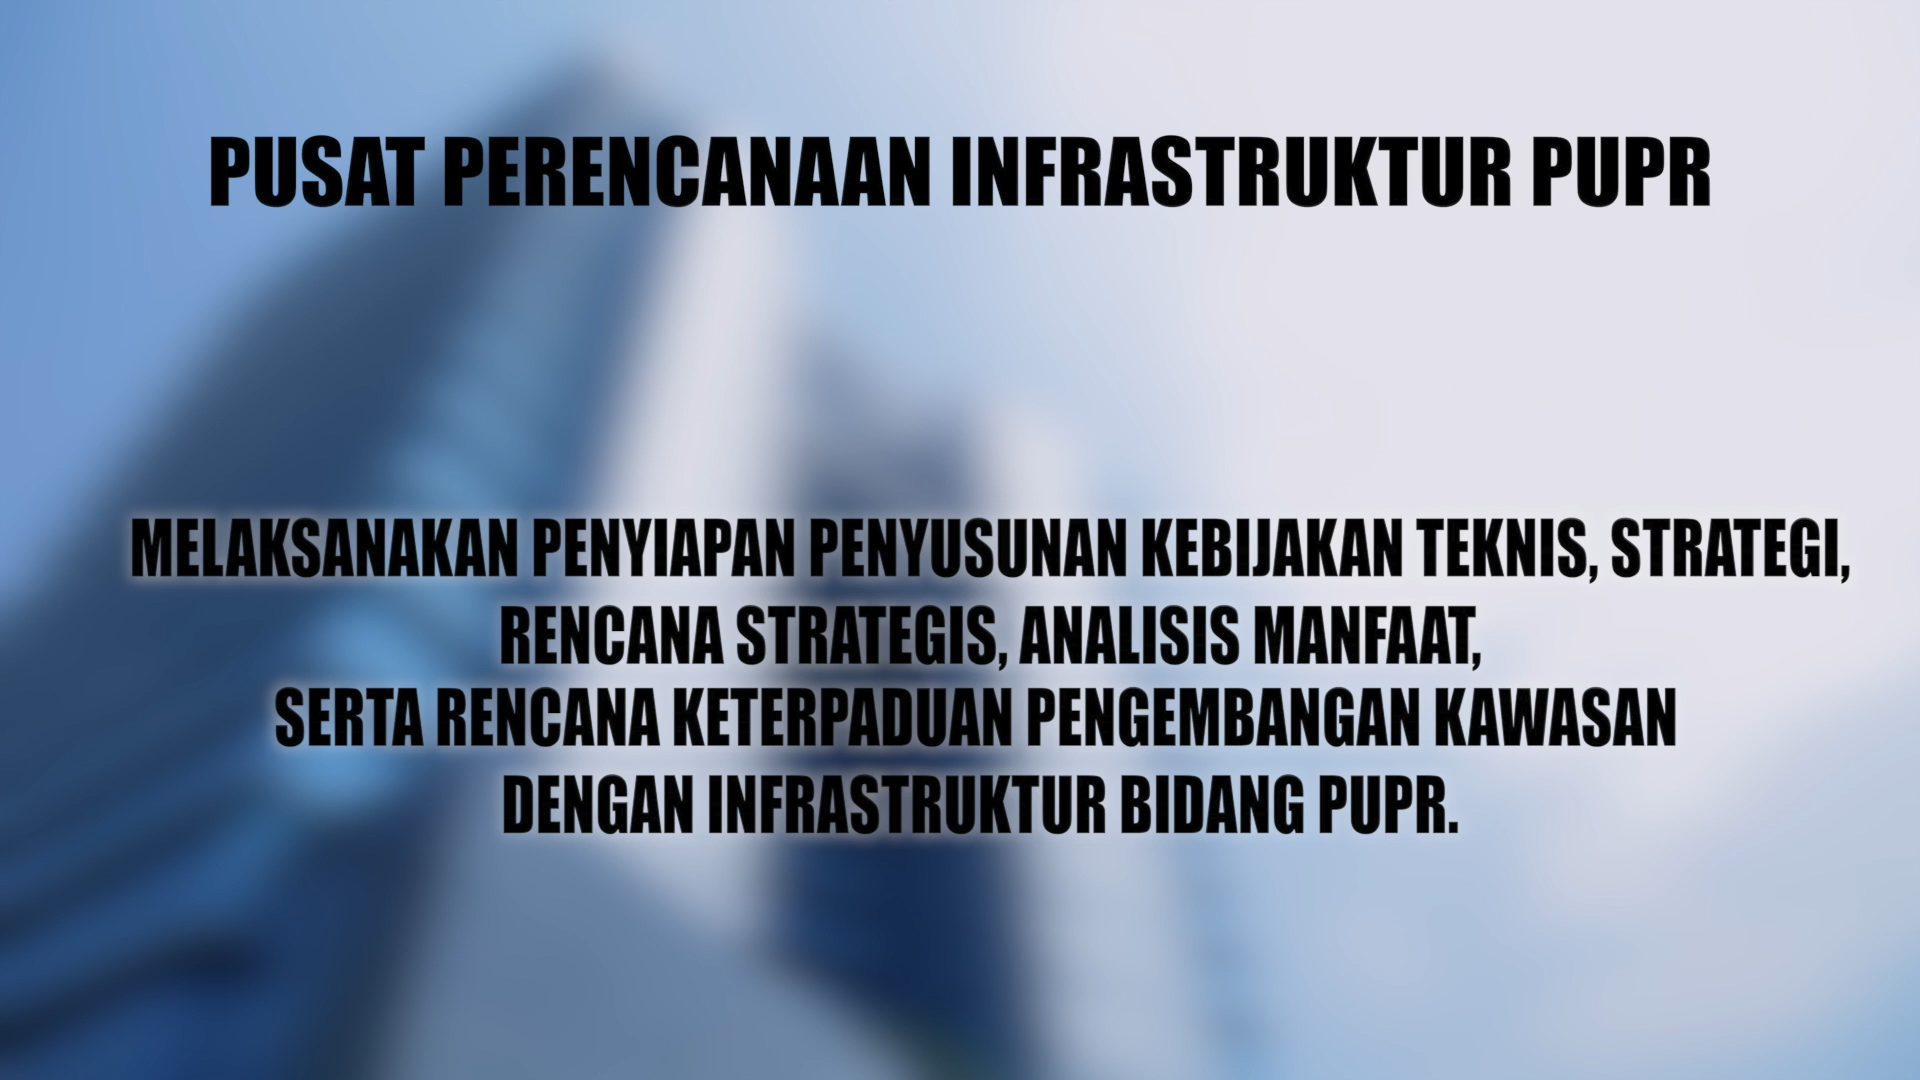 PUSAT PERENCANAAN INFRASTRUKTUR PUPR
MELAKSANAKAN PENYIAPAN PENYUSUNAN KEBIJAKAN TEKNIS, STRATEGI,
RENCANA STRATEGIS, ANALISIS MANFAAT,
SERTA RENCANA KETERPADUAN PENGEMBANGAN KAWASAN
DENGAN INFRASTRUKTUR BIDANG PUPR.